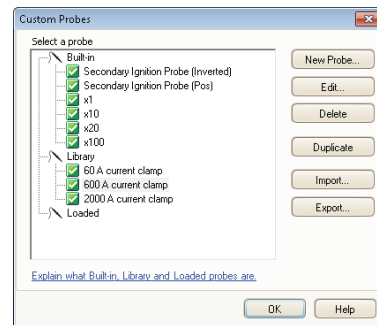 Custom Probes
Select a probe
Built-in
Secondary Ignition Probe (Inverted)
Secondary Ignition Probe (Pos)
x1
x10
x20
x100
Library
60 A current clamp
600 A current clamp
2000 A current clamp
Loaded
New Probe...
Edit...
Delete
Duplicate
Import...
Export...
Explain what Built-in, Library and Loaded probes are.
OK
Help